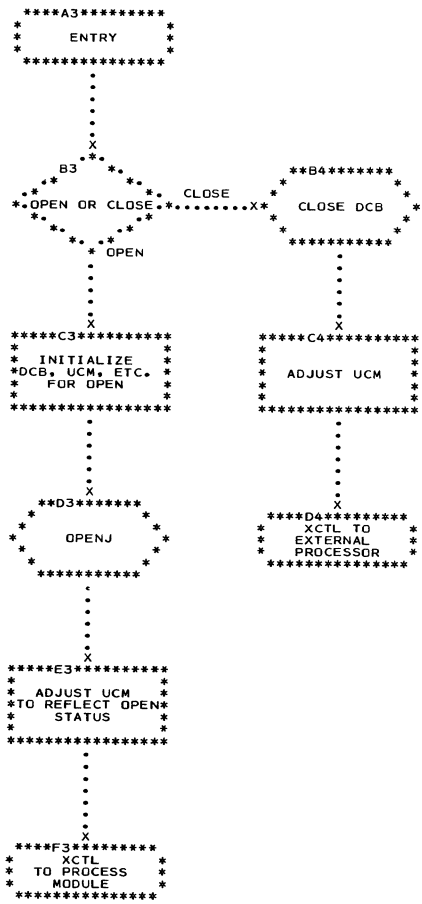 A3
ENTRY
B3
OPEN OR CLOSE
CLOSE
OPEN
B4
CLOSE DCB
C3
INITIALIZE
DCB, UCM, ETC.
FOR OPEN
C4
ADJUST UCM
D3
OPENJ
D4
XCTL TO
EXTERNAL
PROCESSOR
E3
ADJUST UCM
TO REFLECT OPEN
STATUS
F3
XCTL
TO PROCESS
MODULE